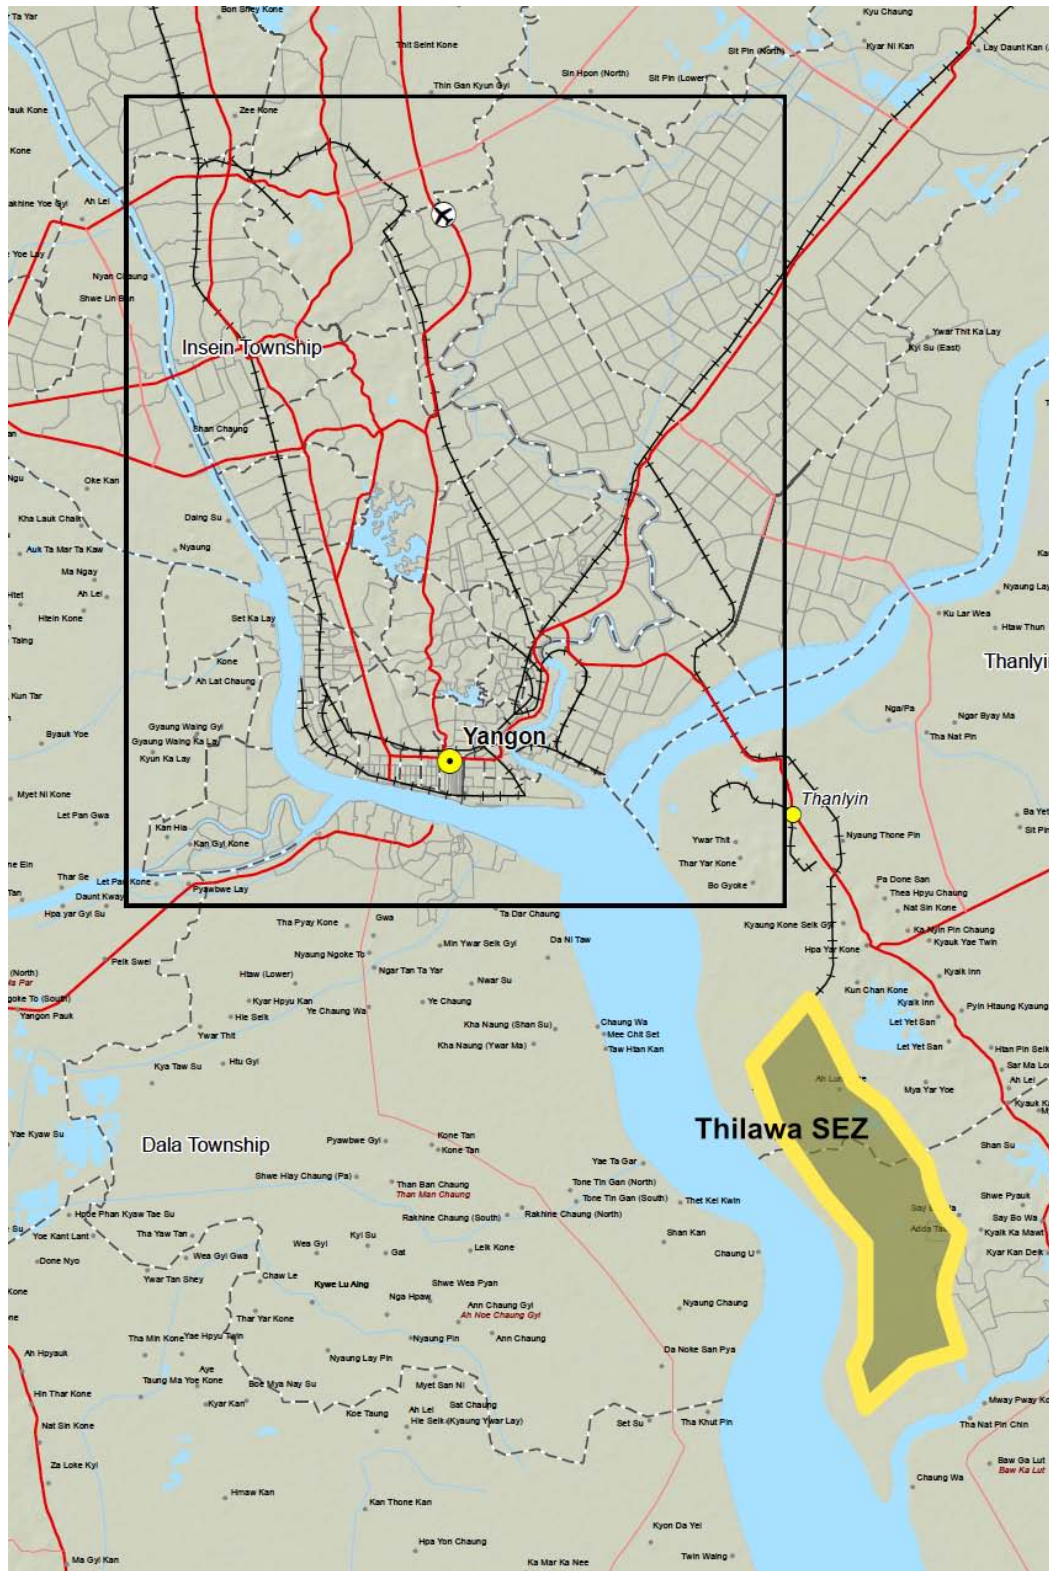 Ta Yar
Bon Shey Kone
Kyu Chaung
Thit Seint Kone
Kyar Ni Kan
Lay Daunt Kan
Sit Pin (North)
Sin Hpon (North)
Sit Pin (Lower)
Thin Gan Kyun Gyi
Zee Kone
Kone
Ah Lei
Nyan Chaung
Shwe Lin Ban
Ywar Thit Ka Lay
Kyi Su (East)
Insein Township
Shan Chaung
Ngu
Oke Kan
Kha Lauk Chaik
Daing Su
Auk Ta Mar Ta Kaw
Nyaung
Ma Ngay
Htet
Ah Lei
Htein Kone
Set Ka Lay
Taing
Nyaung Lay
Ku Lar Wea
Htaw Thun
Kone
Ah Lat Chaung
Thanlyi
Kun Tar
Nga/Pa
Ngar Byay Ma
Gyaung Waing Gyi
Byauk Yoe
Gyaung Waing Ka Lay
Kyun Ka Lay
Tha Nat Pin
Yangon
Myet Ni Kone
Thanlyin
Let Pan Gwa
Kan Hla
Kan Gyi Kone
Ba Yet
Sit Pin
Ywar Thit
Nyaung Thone Pin
Thar Yar Kone
Thar Se
Let Pan Kone
Pyawbwe Lay
Bo Gyoke
Daunt Kway
Pa Done San
Thea Hpyu Chaung
Hpa yar Gyi Su
Nat Sin Kone
Tha Pyay Kone
Gwa
Ta Dar Chaung
Kyaung Kone Seik Gyi
Ka Nyin Pin Chaung
Kyauk Yae Twin
Min Ywar Seik Gyi
Da Ni Taw
Hpa Yar Kone
Nyaung Ngoke To
Peik Swei
Ngar Tan Ta Yar
(North)
Htaw (Lower)
Nwar Su
Kyaik Inn
Kun Chan Kone
Ngoke To (South)
Kyar Hpyu Kan
Ye Chaung
Kyaik Inn
Yangon Pauk
Hle Seik
Ye Chaung Wa
Pyin Htaung Kyaung
Let Yet San
Ywar Thit
Kha Naung (Shan Su)
Chaung Wa
Mee Chit Set
Kha Naung (Ywar Ma)
Taw Htan Kan
Let Yet San
Htan Pin Seik
Htu Gyi
Kya Taw Su
Sar Ma Lo
Ah Lei
Mya Yar Yoe
Yae Kyaw Su
Thilawa SEZ
Dala Township
Pyawbwe Gyi
Kone Tan
Kone Tan
Shan Su
Yae Ta Gar
Shwe Hlay Chaung (Pa)
Than Ban Chaung
Than Man Chaung
Tone Tin Gan (North)
Tone Tin Gan (South)
Thet Kei Kwin
Shwe Pyauk
Hpoe Phan Kyaw Tae Su
Rakhine Chaung (South)
Rakhine Chaung (North)
Say Bo Wa
Yoe Kant Lant
Tha Yaw Tan
Kyi Su
Shan Kan
Kyaik Ka Mawt
Done Nyo
Wea Gyi Gwa
Wea Gyi
Gat
Leik Kone
Chaung U
Kyar Kan Deik
Ywar Tan Shey
Chaw Le
Kywe Lu Aing
Shwe Wea Pyan
Nga Hpaw
Ann Chaung Gyi
Ah Noe Chaung Gyi
Nyaung Chaung
Thar Yar Kone
Tha Min Kone
Yae Hpyu Twin
Nyaung Pin
Ann Chaung
Ah Hpyauk
Nyaung Lay Pin
Da Noke San Pya
Aye
Taung Ma Yoe Kone
Boe Mya Nay Su
Myet San Ni
Hin Thar Kone
Kyar Kan
Sat Chaung
Koe Taung
Ah Lei
Hle Seik (Kyaung Ywar Lay)
Set Su
Tha Khut Pin
Mway Pway Ko
Nat Sin Kone
Tha Nat Pin Chin
Baw Ga Lut
Baw Ka Lut
Za Loke Kyi
Chaung Wa
Hmaw Kan
Kan Thone Kan
Kyon Da Yei
Hpa Yon Chaung
Twin Waing
Ma Gyi Kan
Ka Mar Ka Nee